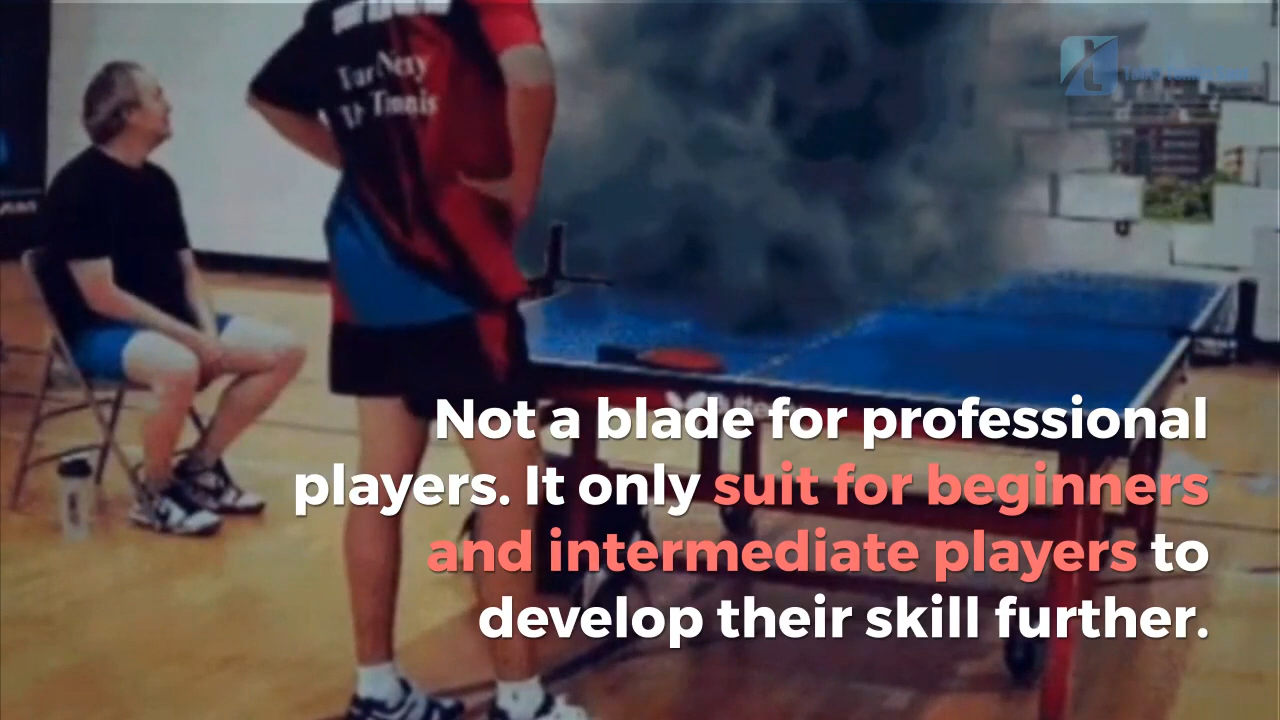 Not a blade for professional
players. It only suit for beginners
and intermediate players to
develop their skill further.